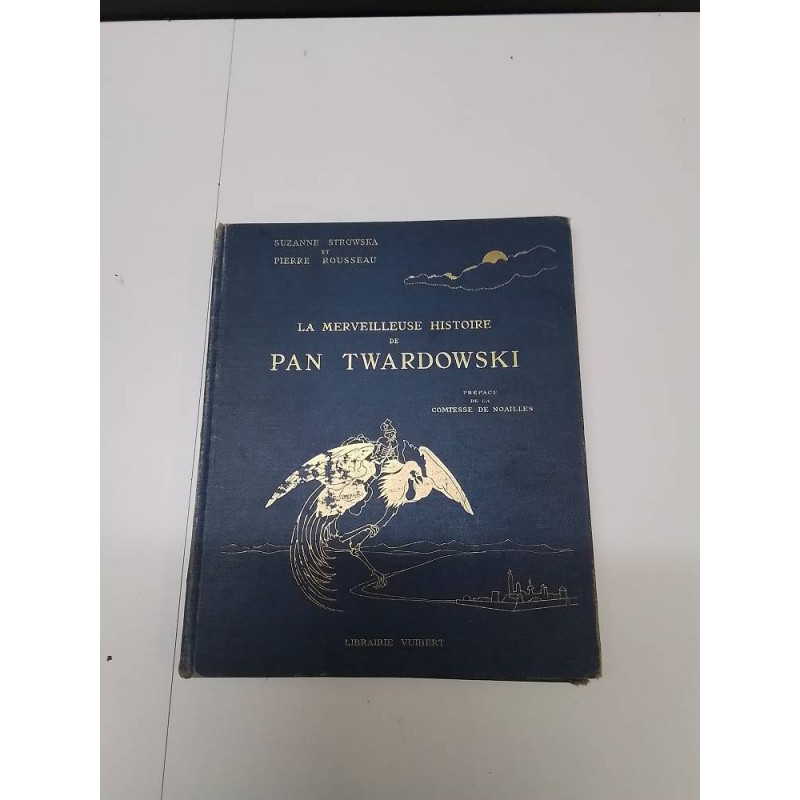 SUZANNE STROWSKA
ET
PIERRE ROUSSEAU
LA MERVEILLEUSE HISTOIRE
DE
PAN TWARDOWSKI
PRÉFACE
DE LA
COMTESSE DE NOAILLES
LIBRAIRIE VUIBERT